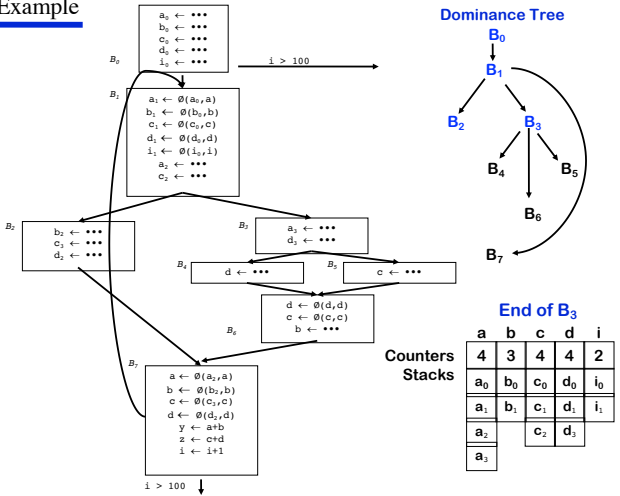 Example
a₀ ← •••
b₀ ← •••
c₀ ← •••
d₀ ← •••
i₀ ← •••
B₀
i > 100
B₁
a₁ ← Ø(a₀,a)
b₁ ← Ø(b₀,b)
c₁ ← Ø(c₀,c)
d₁ ← Ø(d₀,d)
i₁ ← Ø(i₀,i)
a₂ ← •••
c₂ ← •••
B₂
b₂ ← •••
c₃ ← •••
d₂ ← •••
B₃
a₃ ← •••
d₃ ← •••
B₄
d ← •••
B₅
c ← •••
d ← Ø(d,d)
c ← Ø(c,c)
b ← •••
B₆
B₇
a ← Ø(a₂,a)
b ← Ø(b₂,b)
c ← Ø(c₃,c)
d ← Ø(d₂,d)
y ← a+b
z ← c+d
i ← i+1
i > 100
Dominance Tree
B₀
B₁
B₂ B₃
B₄ B₅
B₆
B₇
End of B₃
a b c d i
Counters 4 3 4 4 2
Stacks a₀ b₀ c₀ d₀ i₀
a₁ b₁ c₁ d₁ i₁
a₂ c₂ d₃
a₃